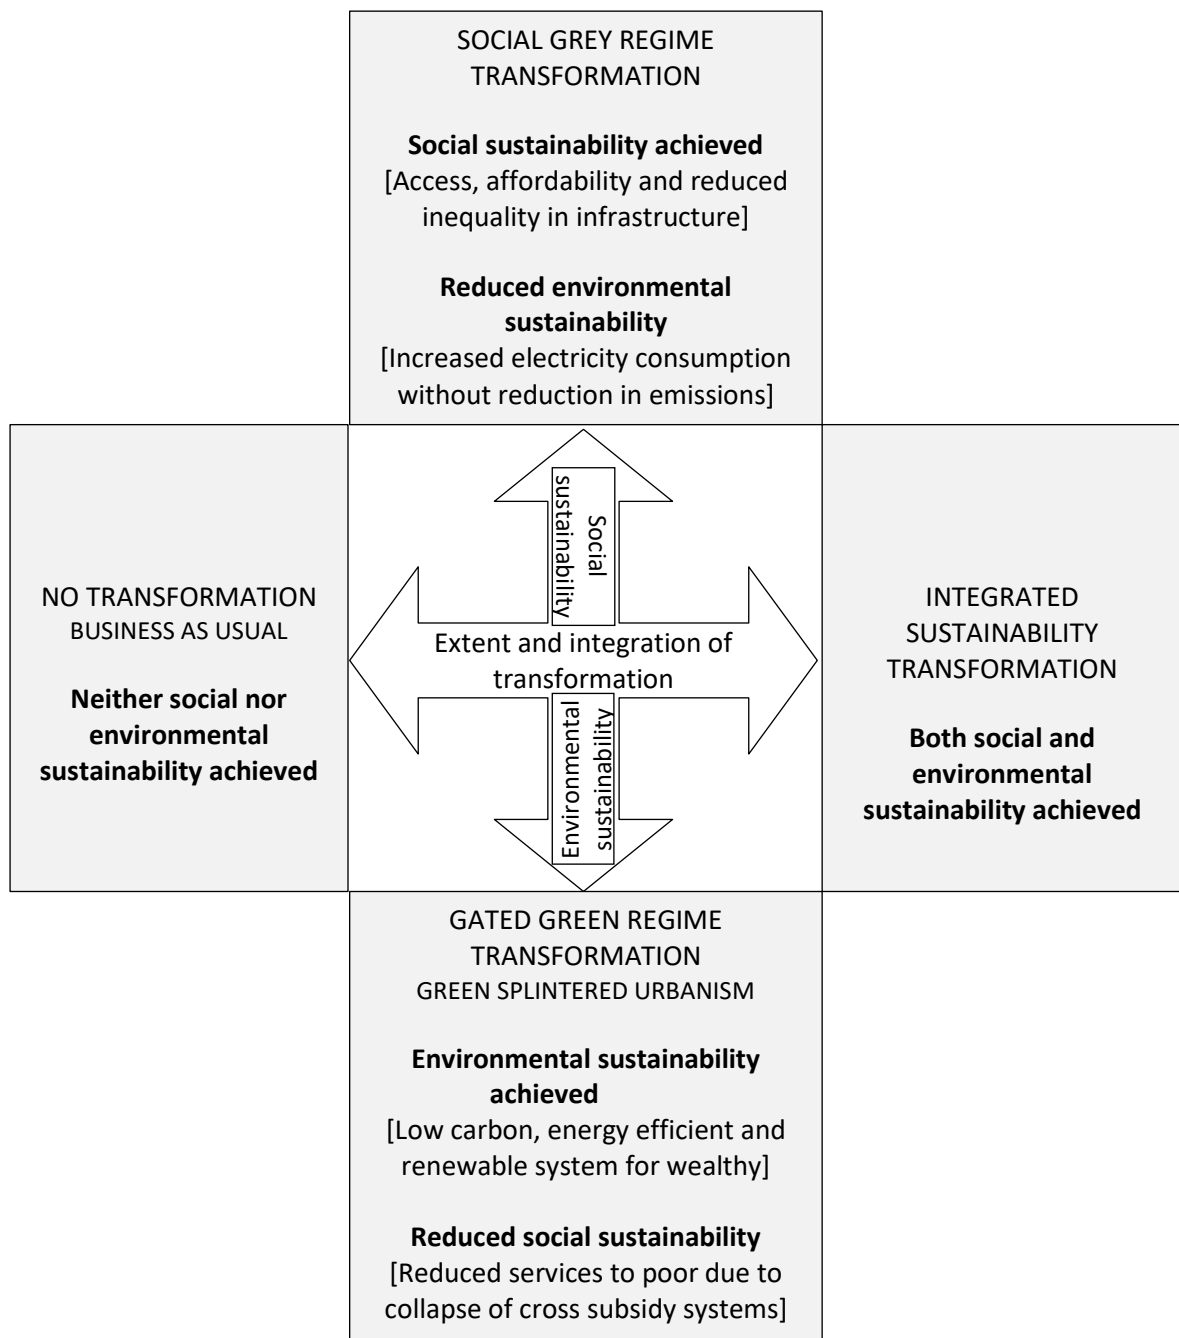 SOCIAL GREY REGIME
TRANSFORMATION
Social sustainability achieved
[Access, affordability and reduced
inequality in infrastructure]
Reduced environmental
sustainability
[Increased electricity consumption
without reduction in emissions]
NO TRANSFORMATION
BUSINESS AS USUAL
Neither social nor
environmental
sustainability achieved
Social
sustainability
Extent and integration of
transformation
Environmental
sustainability
INTEGRATED
SUSTAINABILITY
TRANSFORMATION
Both social and
environmental
sustainability achieved
GATED GREEN REGIME
TRANSFORMATION
GREEN SPLINTERED URBANISM
Environmental sustainability
achieved
[Low carbon, energy efficient and
renewable system for wealthy]
Reduced social sustainability
[Reduced services to poor due to
collapse of cross subsidy systems]